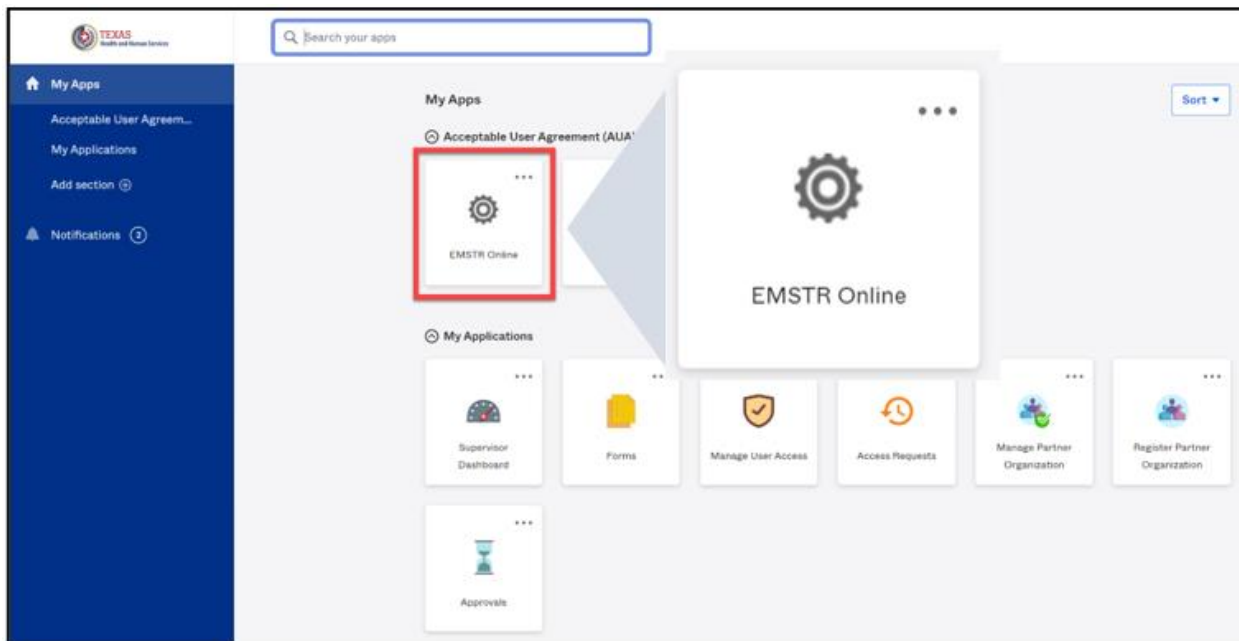 TEXAS
Health and Human Services
Search your apps
My Apps
Acceptable User Agreem...
My Applications
Add section
Notifications
My Apps
Sort
Acceptable User Agreement (AUA)
EMSTR Online
EMSTR Online
My Applications
Supervisor
Dashboard
Forms
Manage User Access
Access Requests
Manage Partner
Organization
Register Partner
Organization
Approvals